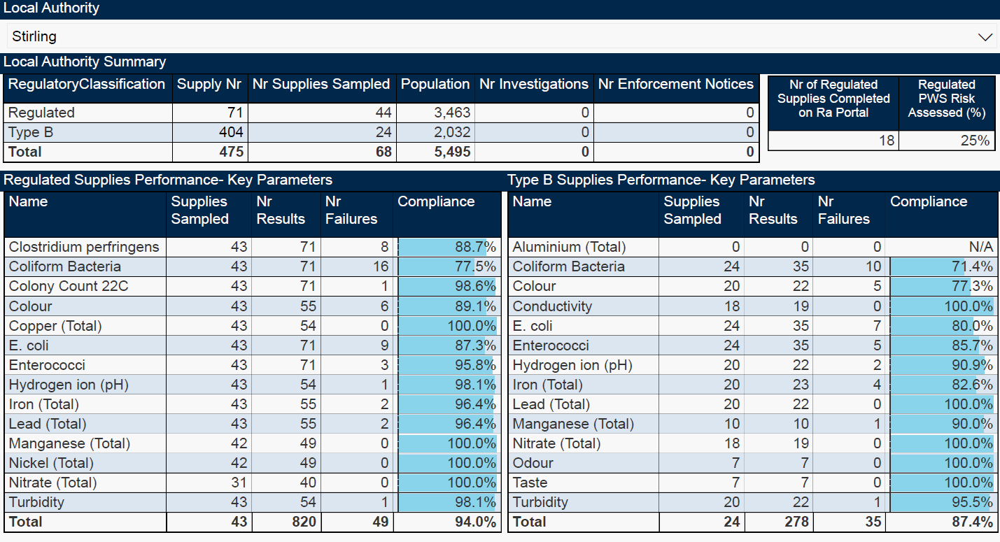 Local Authority
Stirling
Local Authority Summary
RegulatoryClassification Supply Nr Nr Supplies Sampled Population Nr Investigations Nr Enforcement Notices
Regulated 71 44 3,463 0 0
Type B 404 24 2,032 0 0
Total 475 68 5,495 0 0
Nr of Regulated Regulated
Supplies Completed PWS Risk
on Ra Portal Assessed (%)
18 25%
Regulated Supplies Performance- Key Parameters
Name Supplies Nr Nr Compliance
Sampled Results Failures
Clostridium perfringens 43 71 8 88.7%
Coliform Bacteria 43 71 16 77.5%
Colony Count 22C 43 71 1 98.6%
Colour 43 55 6 89.1%
Copper (Total) 43 54 0 100.0%
E. coli 43 71 9 87.3%
Enterococci 43 71 3 95.8%
Hydrogen ion (pH) 43 54 1 98.1%
Iron (Total) 43 55 2 96.4%
Lead (Total) 43 55 2 96.4%
Manganese (Total) 42 49 0 100.0%
Nickel (Total) 42 49 0 100.0%
Nitrate (Total) 31 40 0 100.0%
Turbidity 43 54 1 98.1%
Total 43 820 49 94.0%
Type B Supplies Performance- Key Parameters
Name Supplies Nr Nr Compliance
Sampled Results Failures
Aluminium (Total) 0 0 0 N/A
Coliform Bacteria 24 35 10 71.4%
Colour 20 22 5 77.3%
Conductivity 18 19 0 100.0%
E. coli 24 35 7 80.0%
Enterococci 24 35 5 85.7%
Hydrogen ion (pH) 20 22 2 90.9%
Iron (Total) 20 23 4 82.6%
Lead (Total) 20 22 0 100.0%
Manganese (Total) 10 10 1 90.0%
Nitrate (Total) 18 19 0 100.0%
Odour 7 7 0 100.0%
Taste 7 7 0 100.0%
Turbidity 20 22 1 95.5%
Total 24 278 35 87.4%